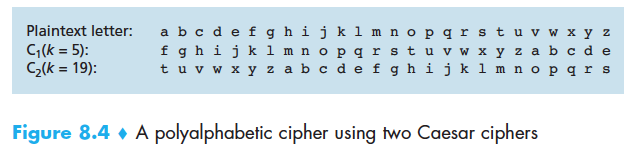 Plaintext letter: a b c d e f g h i j k l m n o p q r s t u v w x y z
C₁(k = 5): f g h i j k l m n o p q r s t u v w x y z a b c d e
C₂(k = 19): t u v w x y z a b c d e f g h i j k l m n o p q r s
Figure 8.4 ♦ A polyalphabetic cipher using two Caesar ciphers